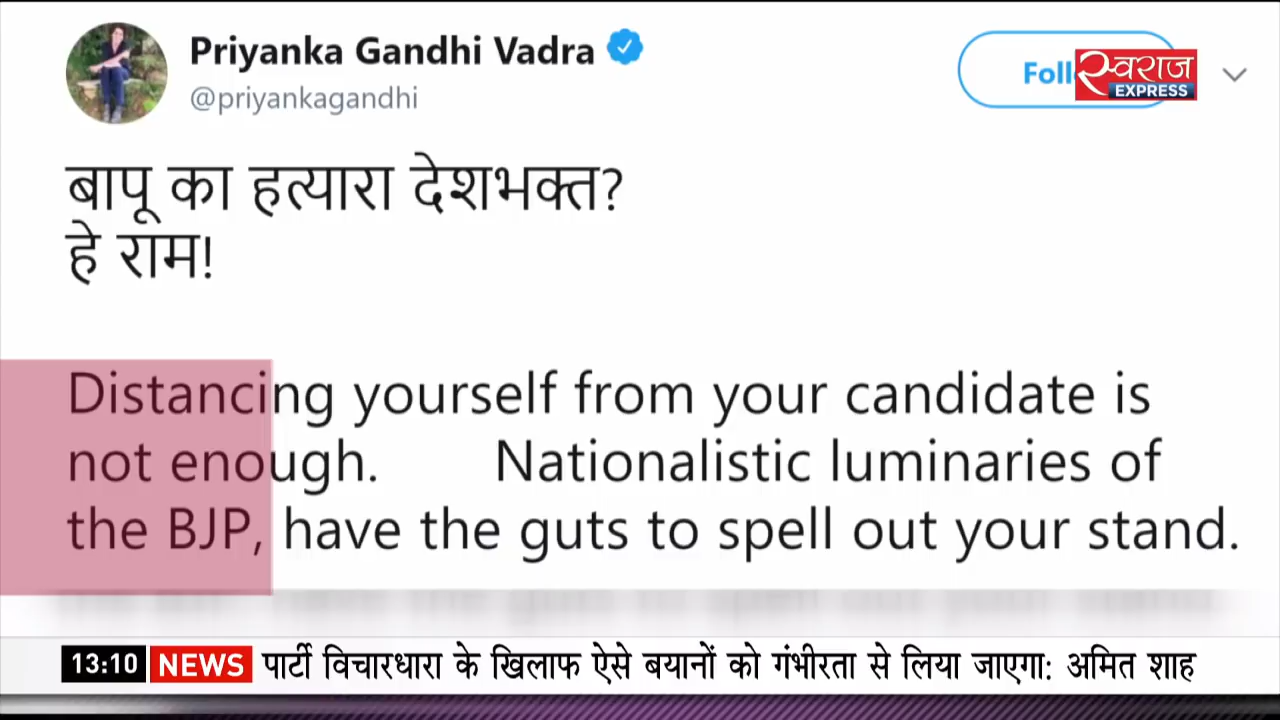 Priyanka Gandhi Vadra
@priyankagandhi
Foll
स्वराज
EXPRESS
बापू का हत्यारा देशभक्त?
हे राम!
Distancing yourself from your candidate is
not enough. Nationalistic luminaries of
the BJP, have the guts to spell out your stand.
13:10 NEWS पार्टी विचारधारा के खिलाफ ऐसे बयानों को गंभीरता से लिया जाएगा: अमित शाह